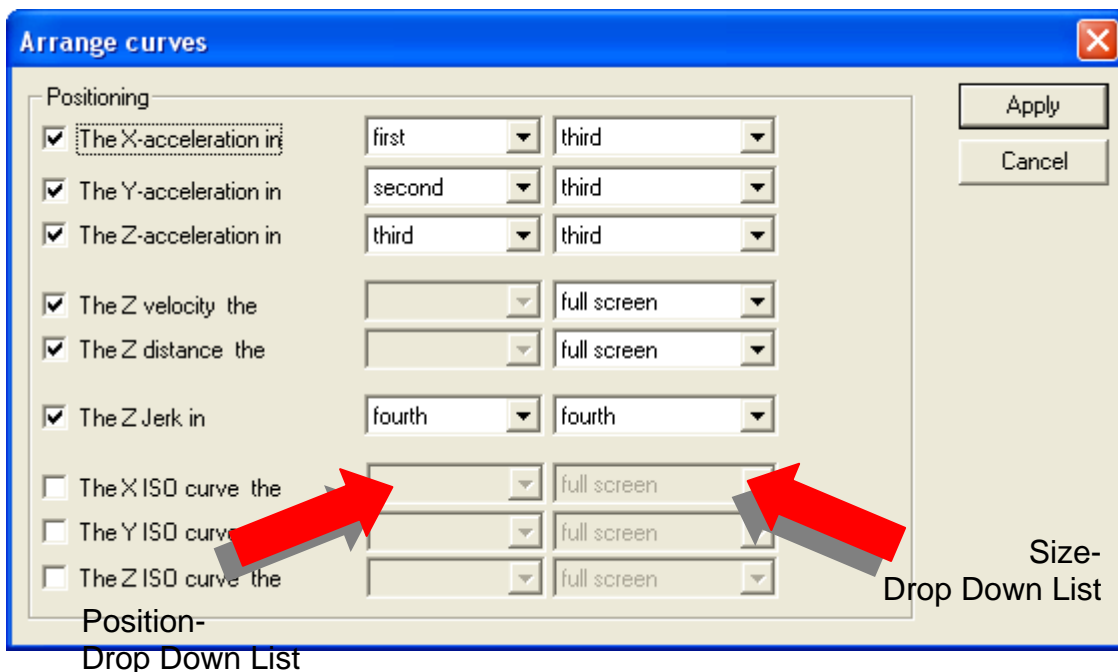 Arrange curves
Positioning
Apply
Cancel
The X-acceleration in first third
The Y-acceleration in second third
The Z-acceleration in third third
The Z velocity the full screen
The Z distance the full screen
The Z Jerk in fourth fourth
The X ISO curve the full screen
The Y ISO curve full screen
The Z ISO curve the full screen
Size-
Drop Down List
Position-
Drop Down List